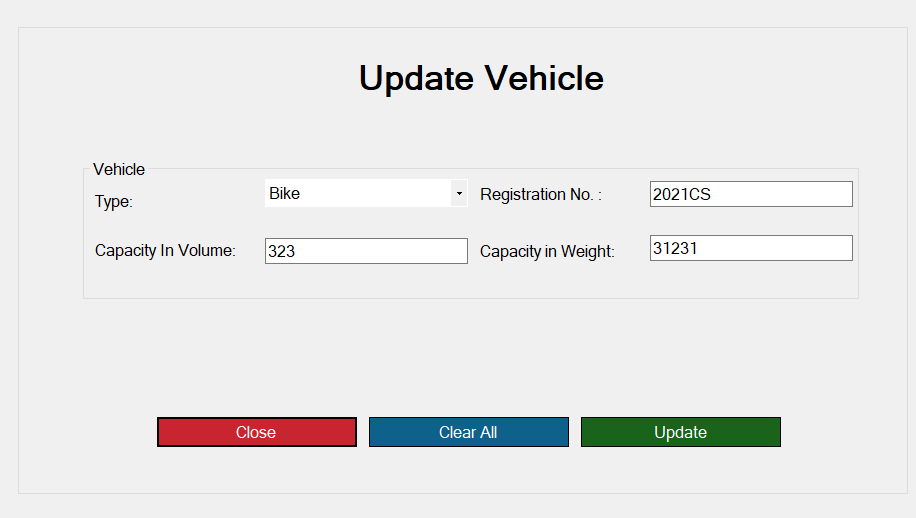 Update Vehicle
Vehicle
Type: Bike Registration No. : 2021CS
Capacity In Volume: 323 Capacity in Weight: 31231
Close Clear All Update